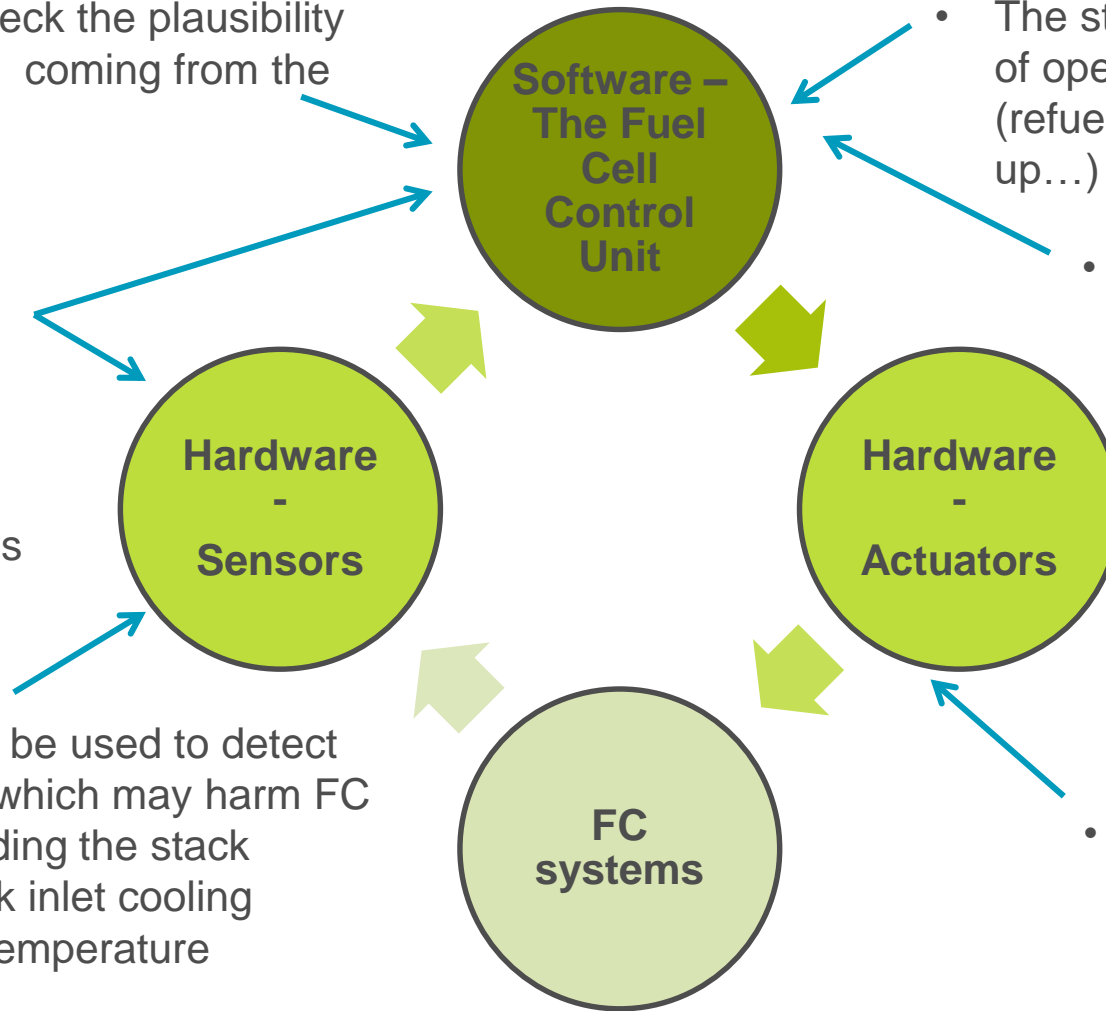 eck the plausibility
coming from the
• The st
of ope
(refue
up…)
•
Software –
The Fuel
Cell
Control
Unit
Hardware
-
Sensors
Hardware
-
Actuators
s
be used to detect
which may harm FC
ding the stack
k inlet cooling
emperature
FC
systems
•